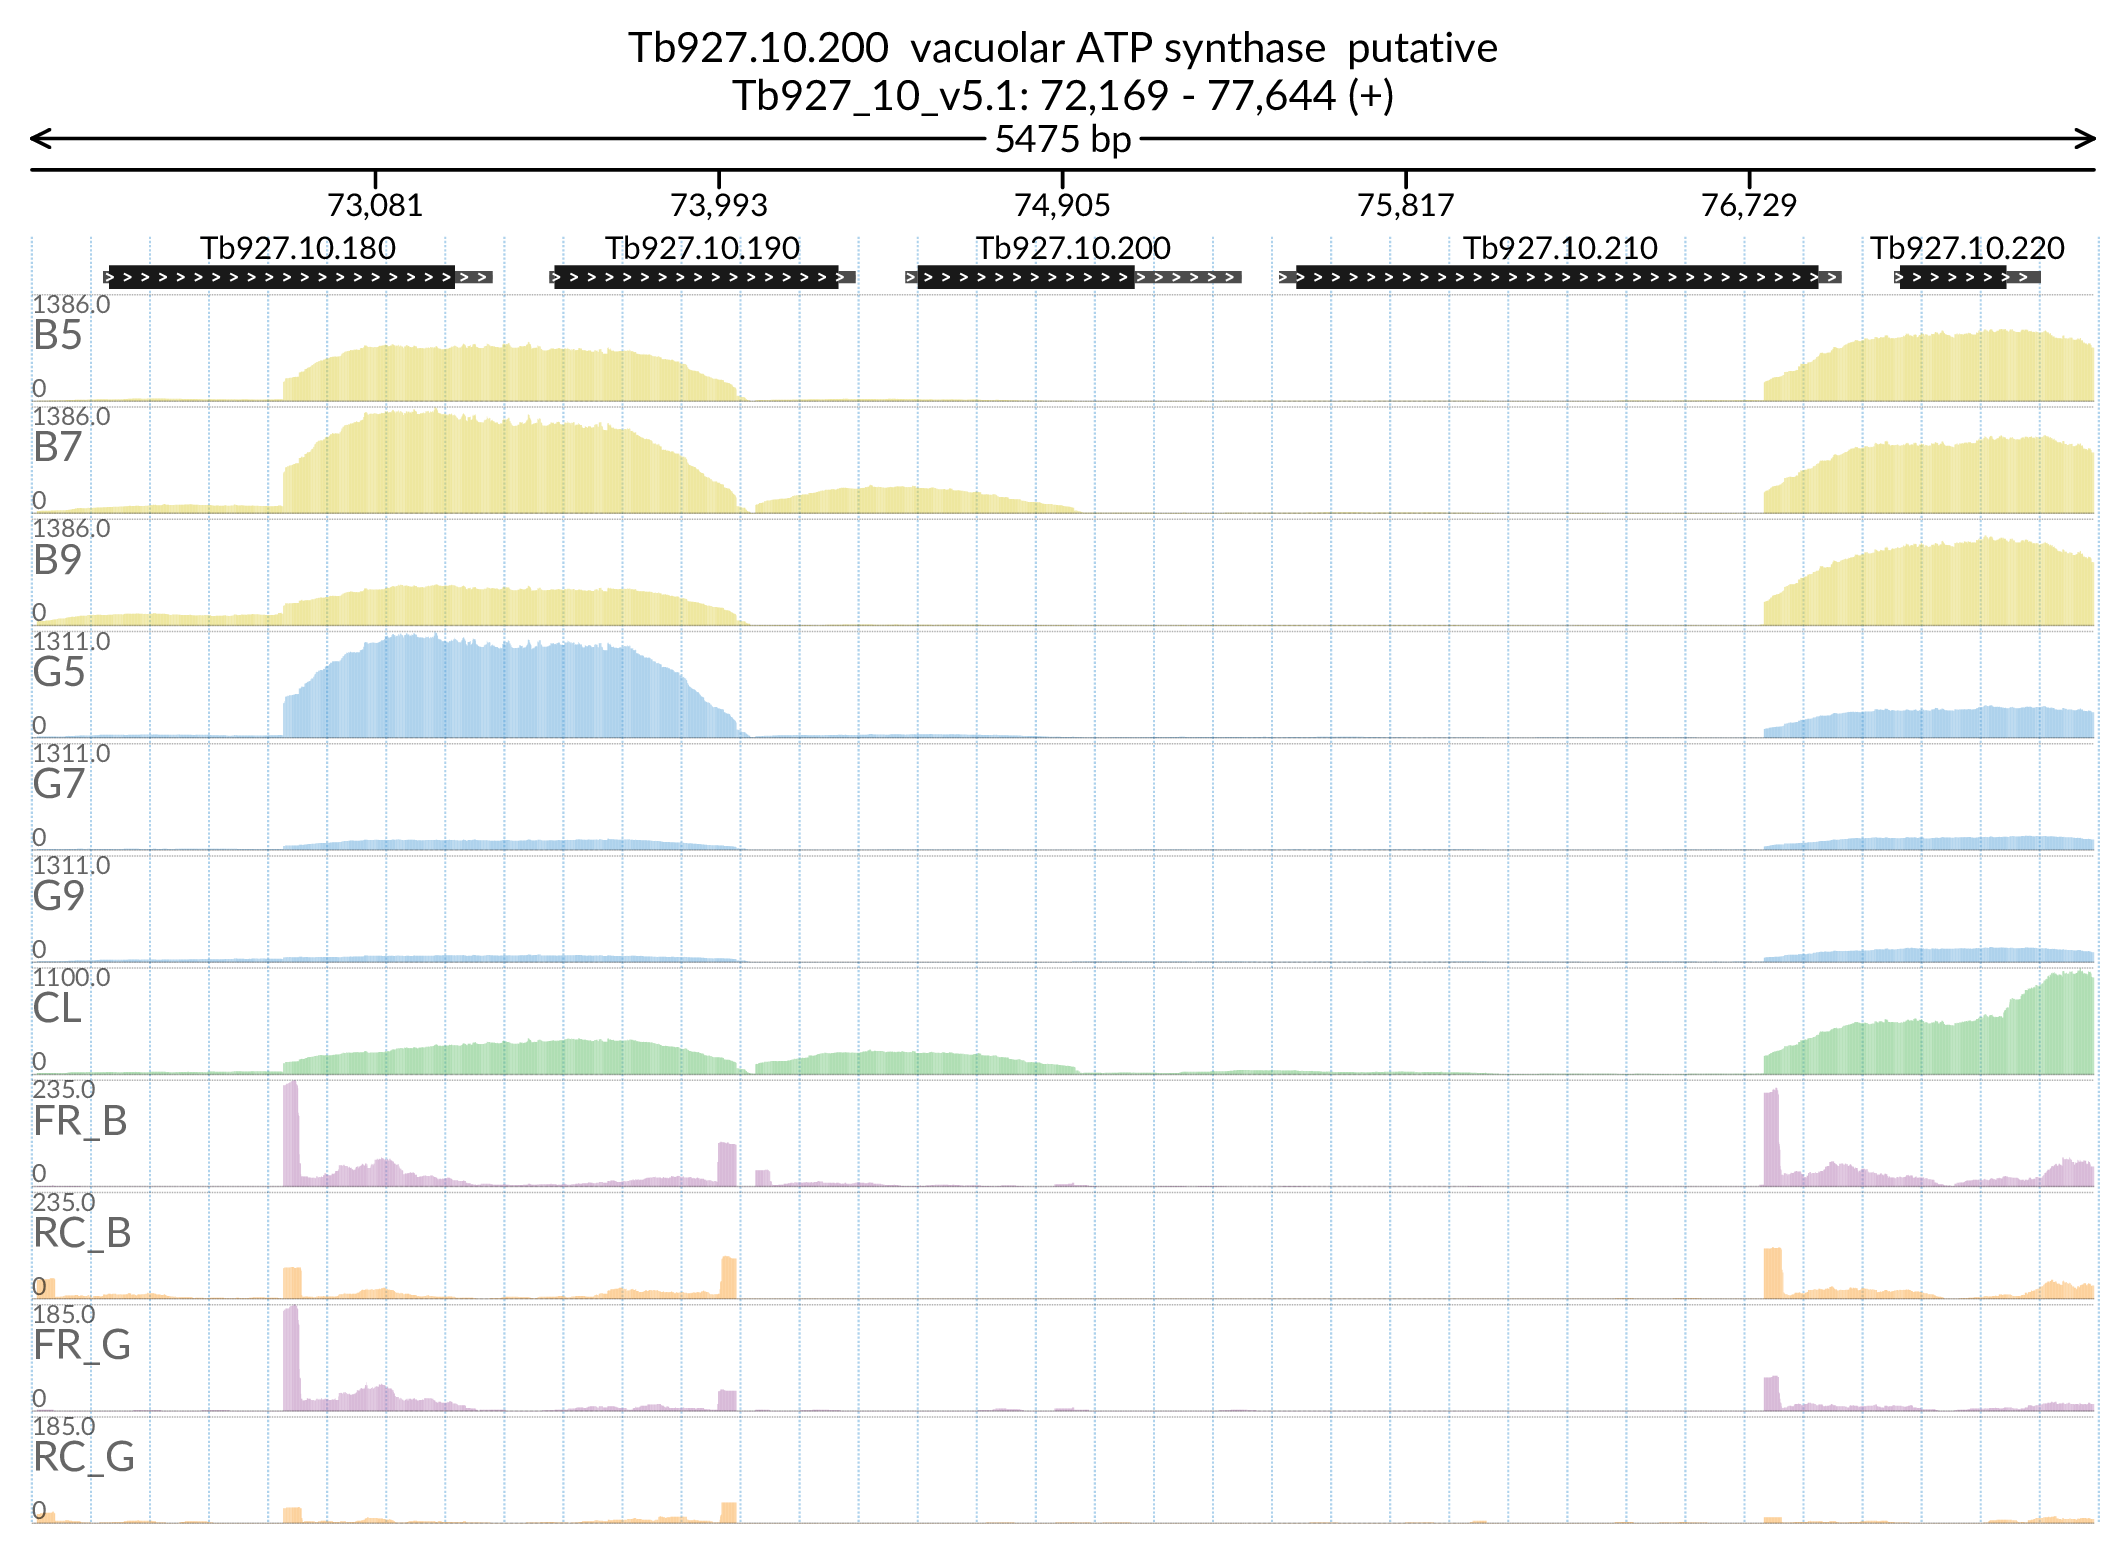 Tb927.10.200 vacuolar ATP synthase putative
Tb927_10_v5.1: 72,169 - 77,644 (+)
5475 bp
73,081 73,993 74,905 75,817 76,729
Tb927.10.180 Tb927.10.190 Tb927.10.200 Tb927.10.210 Tb927.10.220
1386.0
B5
0
1386.0
B7
0
1386.0
B9
0
1311.0
G5
0
1311.0
G7
0
1311.0
G9
0
1100.0
CL
0
235.0
FR_B
0
235.0
RC_B
0
185.0
FR_G
0
185.0
RC_G
0